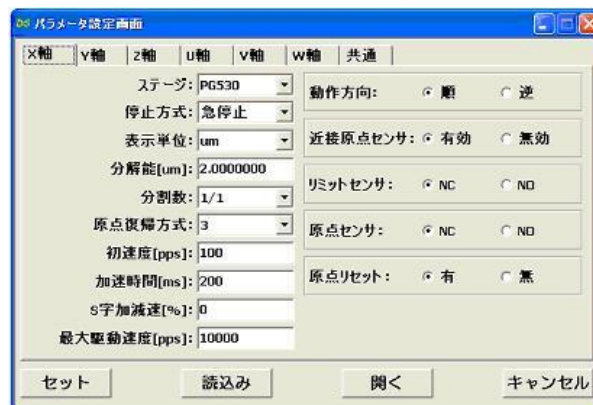 パラメータ設定画面
X軸 Y軸 Z軸 U軸 V軸 W軸 共通
ステージ: PG530
停止方式: 急停止
表示単位: um
分解能[um]: 2.0000000
分割数: 1/1
原点復帰方式: 3
初速度[pps]: 100
加速時間[ms]: 200
S字加減速[%]: 0
最大駆動速度[pps]: 10000
動作方向: 順 逆
近接原点センサ: 有効 無効
リミットセンサ: NC NO
原点センサ: NC NO
原点リセット: 有 無
セット 読込み 開く キャンセル